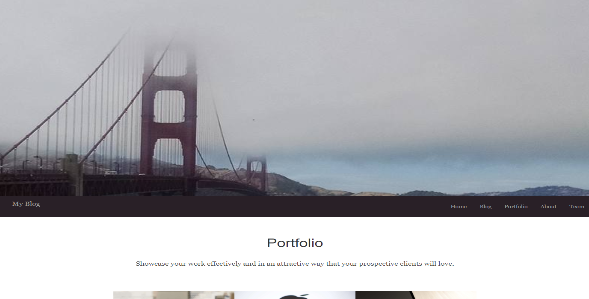 My Blog
Home Blog Portfolio About Team
Portfolio
Showcase your work effectively and in an attractive way that your prospective clients will love.